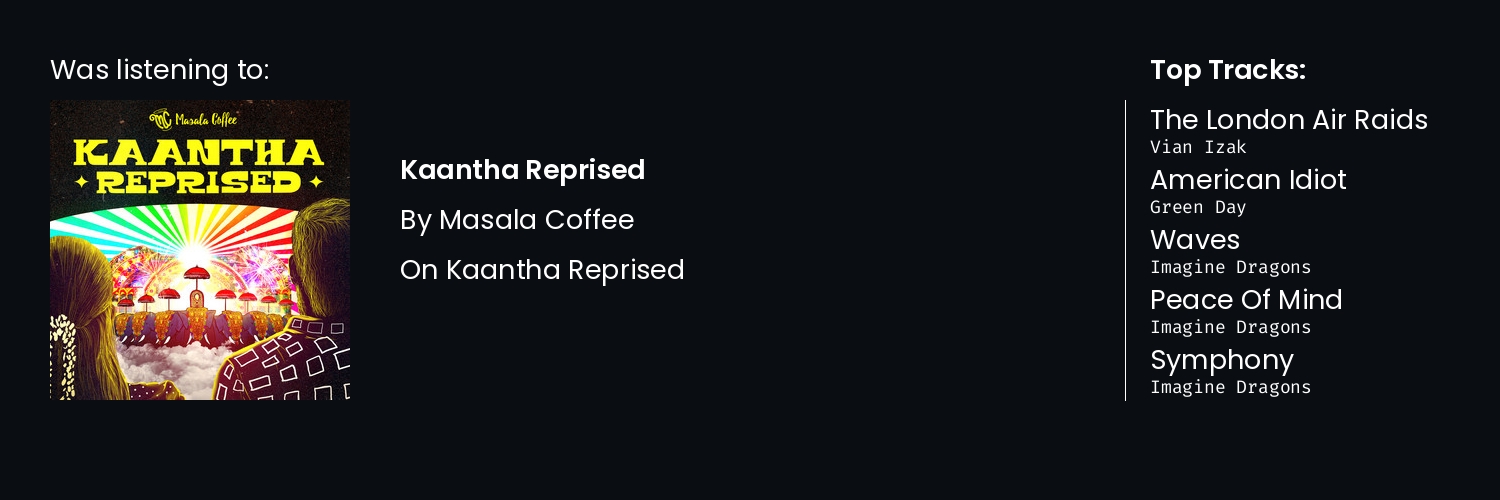 Was listening to:
Masala Coffee
KAANTHA
REPRISED
Kaantha Reprised
By Masala Coffee
On Kaantha Reprised
Top Tracks:
The London Air Raids
Vian Izak
American Idiot
Green Day
Waves
Imagine Dragons
Peace Of Mind
Imagine Dragons
Symphony
Imagine Dragons